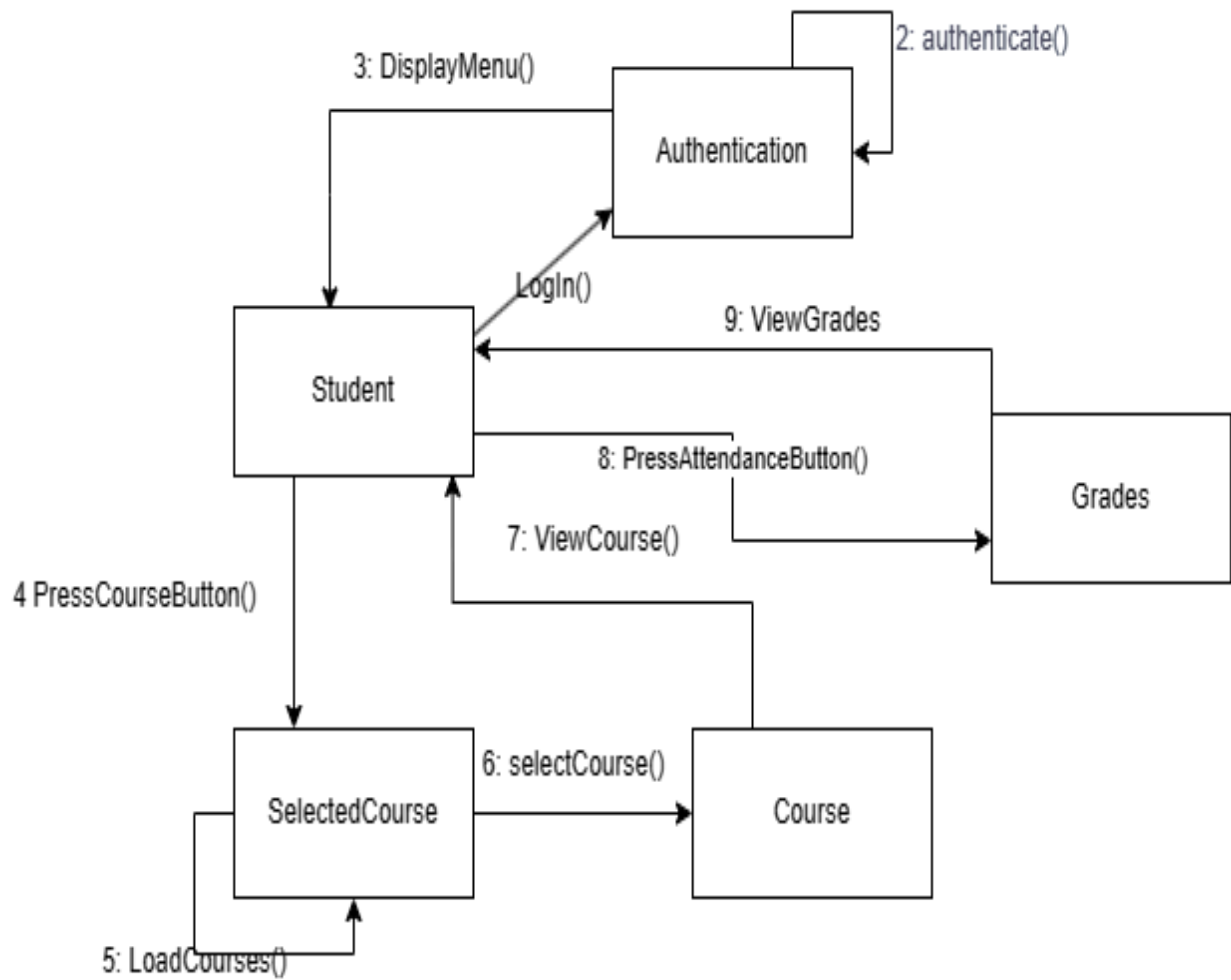 2: authenticate()
3: DisplayMenu()
Authentication
LogIn()
9: ViewGrades
Student
8: PressAttendanceButton()
Grades
7: ViewCourse()
4 PressCourseButton()
6: selectCourse()
SelectedCourse
Course
5: LoadCourses()